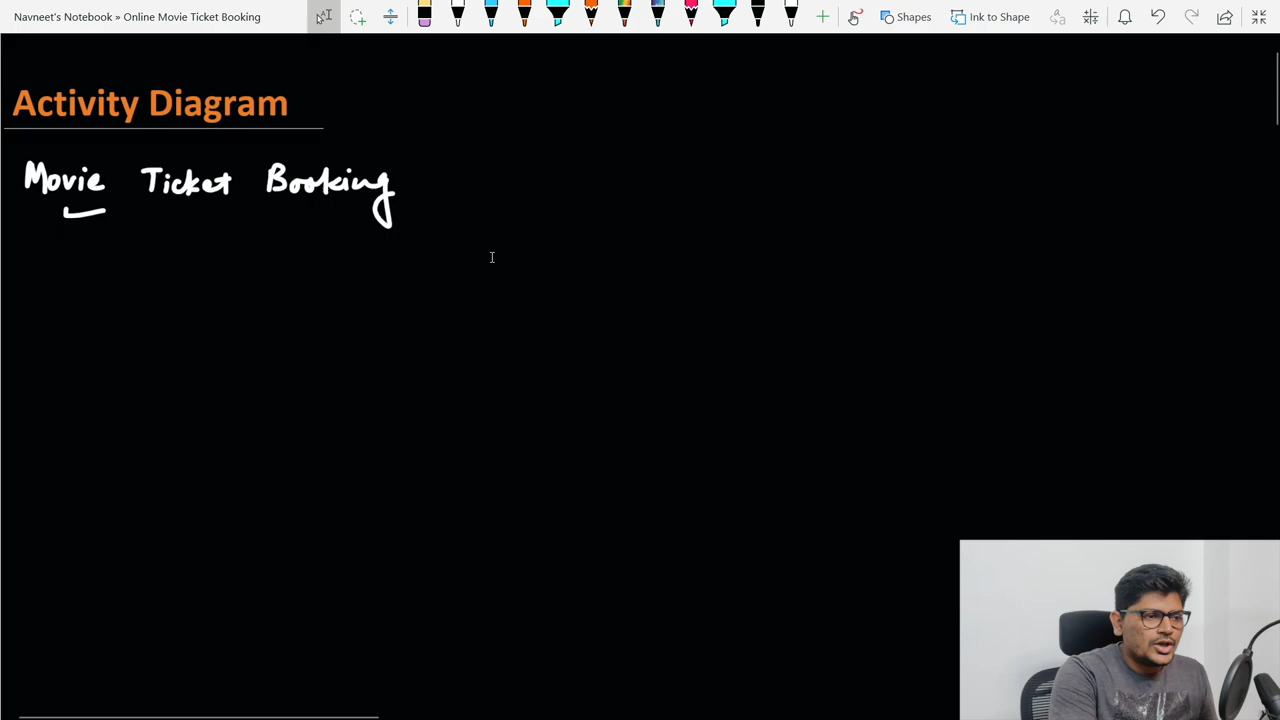 Navneet's Notebook » Online Movie Ticket Booking
Shapes
Ink to Shape
Activity Diagram
Movie Ticket Booking